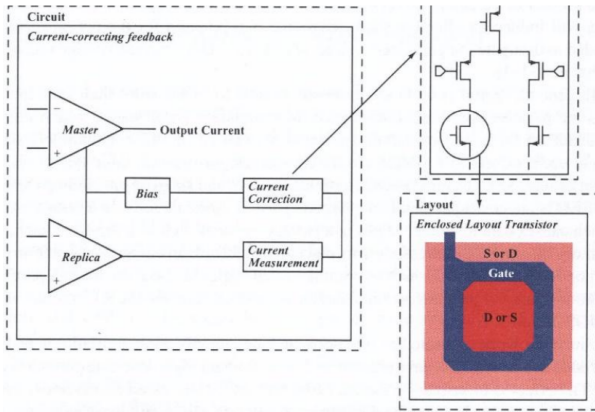 Circuit
Current-correcting feedback
−
Master
+
Output Current
Bias
Current
Correction
−
Replica
+
Current
Measurement
Layout
Enclosed Layout Transistor
S or D
Gate
D or S